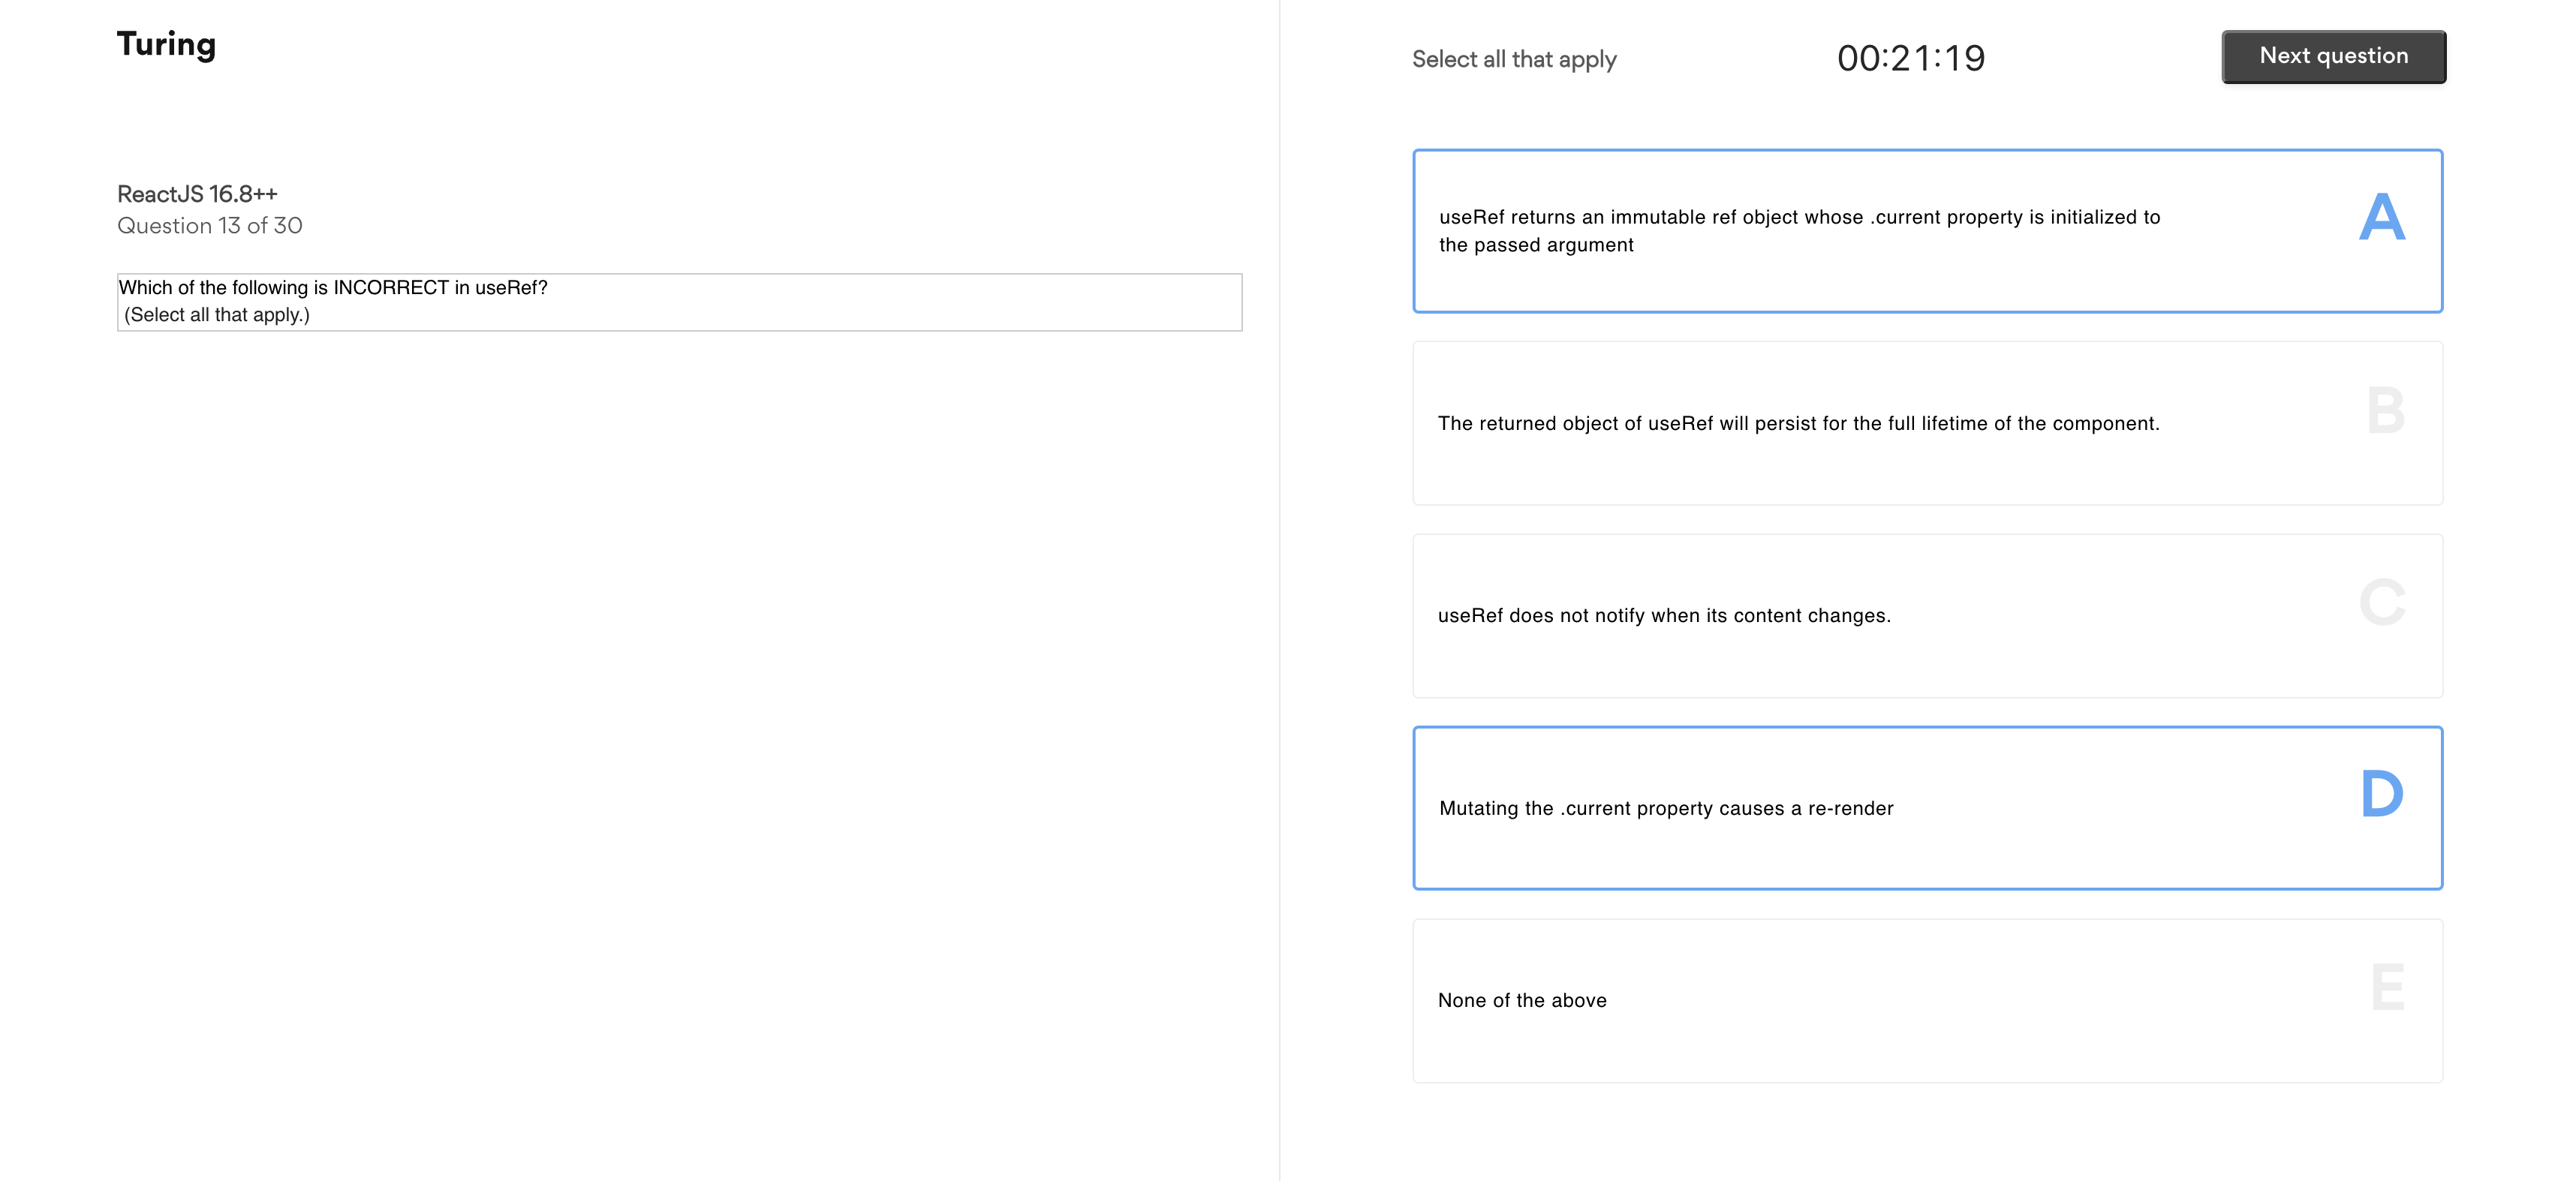 Turing
Select all that apply
00:21:19
Next question
ReactJS 16.8++
Question 13 of 30
Which of the following is INCORRECT in useRef?
(Select all that apply.)
useRef returns an immutable ref object whose .current property is initialized to
the passed argument
A
The returned object of useRef will persist for the full lifetime of the component.
B
useRef does not notify when its content changes.
C
Mutating the .current property causes a re-render
D
None of the above
E